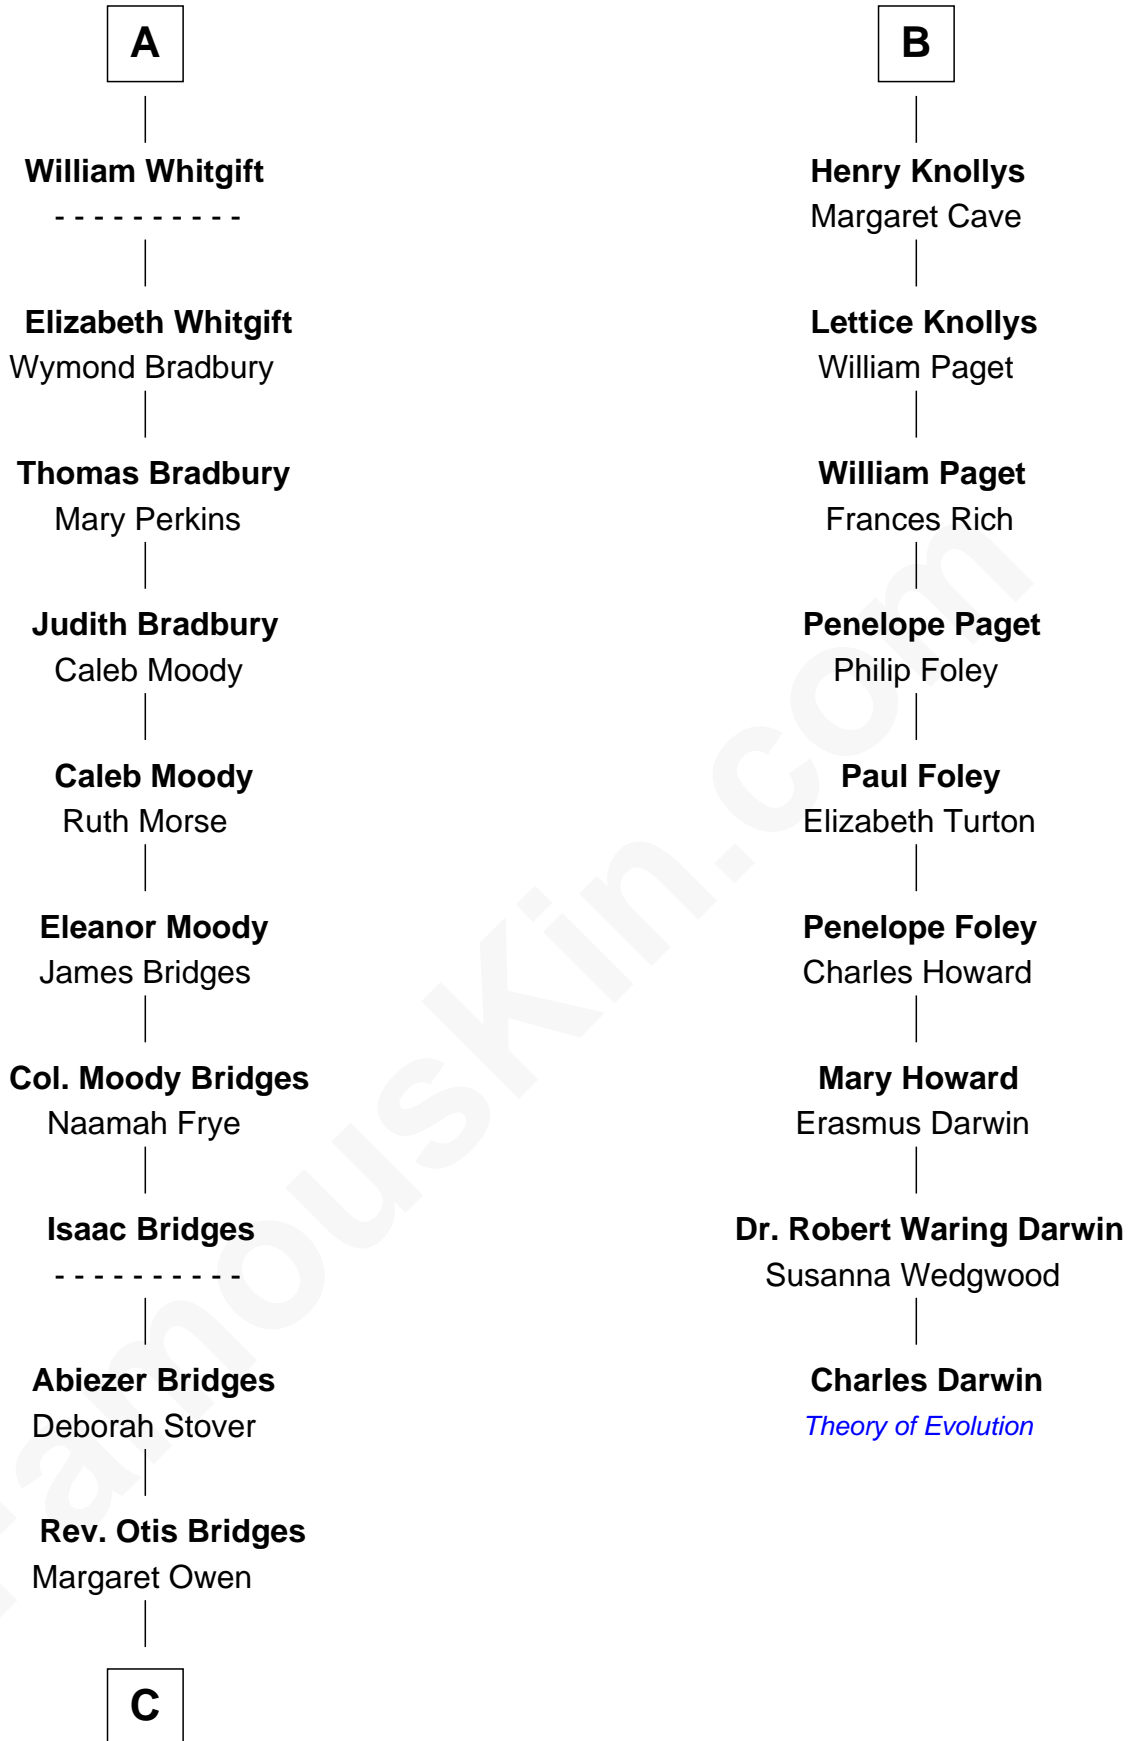 A
William Whitgift
- - - - - - - - - -
Elizabeth Whitgift
Wymond Bradbury
Thomas Bradbury
Mary Perkins
Judith Bradbury
Caleb Moody
Caleb Moody
Ruth Morse
Eleanor Moody
James Bridges
Col. Moody Bridges
Naamah Frye
Isaac Bridges
- - - - - - - - - -
Abiezer Bridges
Deborah Stover
Rev. Otis Bridges
Margaret Owen
C
B
Henry Knollys
Margaret Cave
Lettice Knollys
William Paget
William Paget
Frances Rich
Penelope Paget
Philip Foley
Paul Foley
Elizabeth Turton
Penelope Foley
Charles Howard
Mary Howard
Erasmus Darwin
Dr. Robert Waring Darwin
Susanna Wedgwood
Charles Darwin
Theory of Evolution
FamousKin.com